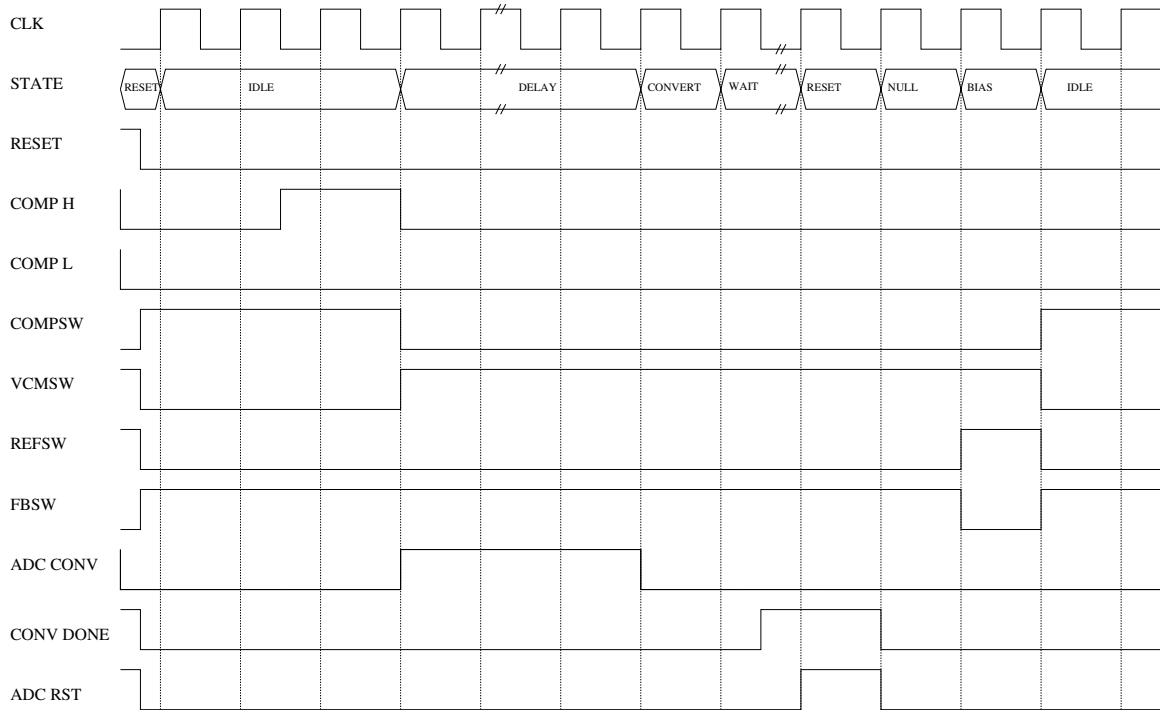 CLK
STATE
RESET IDLE DELAY CONVERT WAIT RESET NULL BIAS IDLE
RESET
COMP H
COMP L
COMPSW
VCMSW
REFSW
FBSW
ADC CONV
CONV DONE
ADC RST